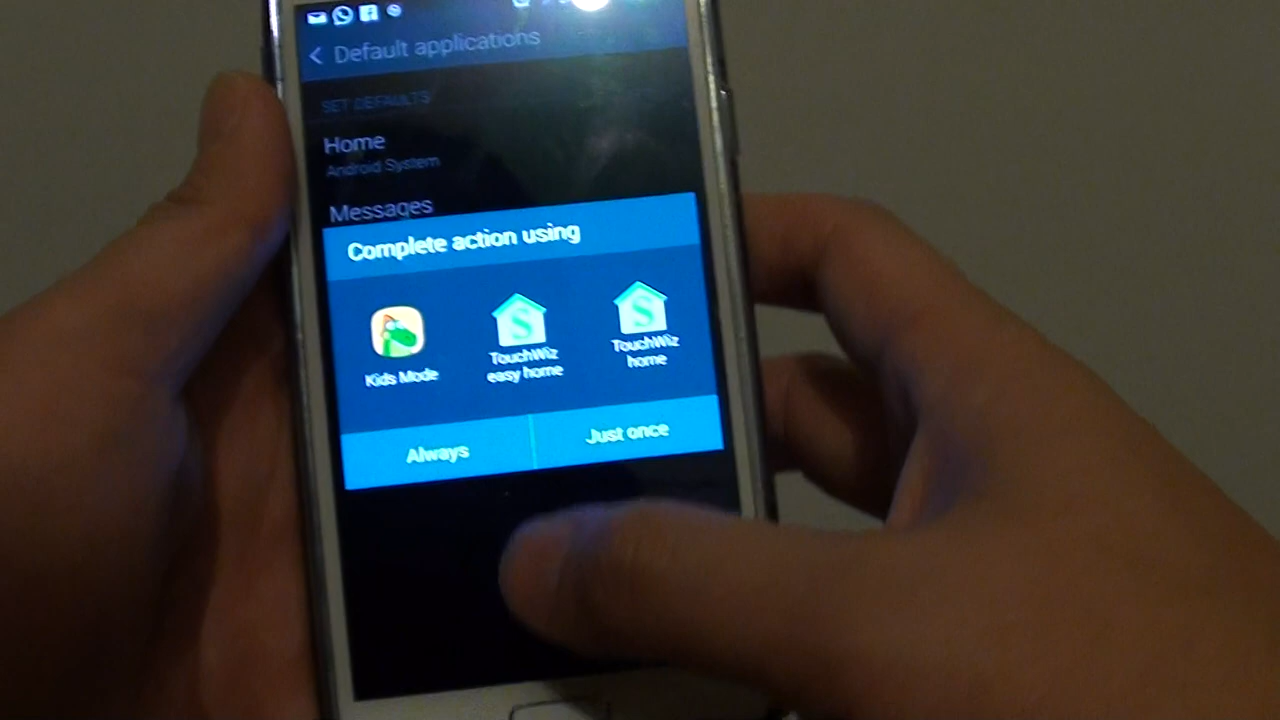 Default applications
SET DEFAULTS
Home
Android System
Messages
Complete action using
Kids Mode
TouchWiz
easy home
TouchWiz
home
Always
Just once